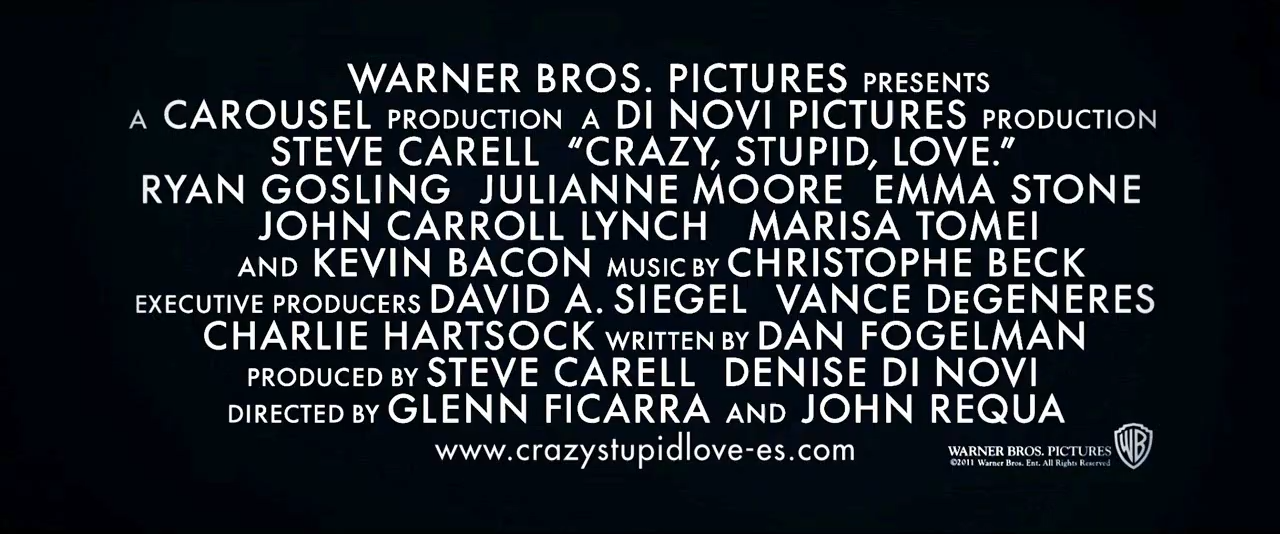 WARNER BROS. PICTURES PRESENTS
A CAROUSEL PRODUCTION A DI NOVI PICTURES PRODUCTION
STEVE CARELL “CRAZY, STUPID, LOVE.”
RYAN GOSLING JULIANNE MOORE EMMA STONE
JOHN CARROLL LYNCH MARISA TOMEI
AND KEVIN BACON MUSIC BY CHRISTOPHE BECK
EXECUTIVE PRODUCERS DAVID A. SIEGEL VANCE DEGENERES
CHARLIE HARTSOCK WRITTEN BY DAN FOGELMAN
PRODUCED BY STEVE CARELL DENISE DI NOVI
DIRECTED BY GLENN FICARRA AND JOHN REQUA
www.crazystupidlove-es.com
WARNER BROS. PICTURES
©2011 Warner Bros. Ent. All Rights Reserved
WB